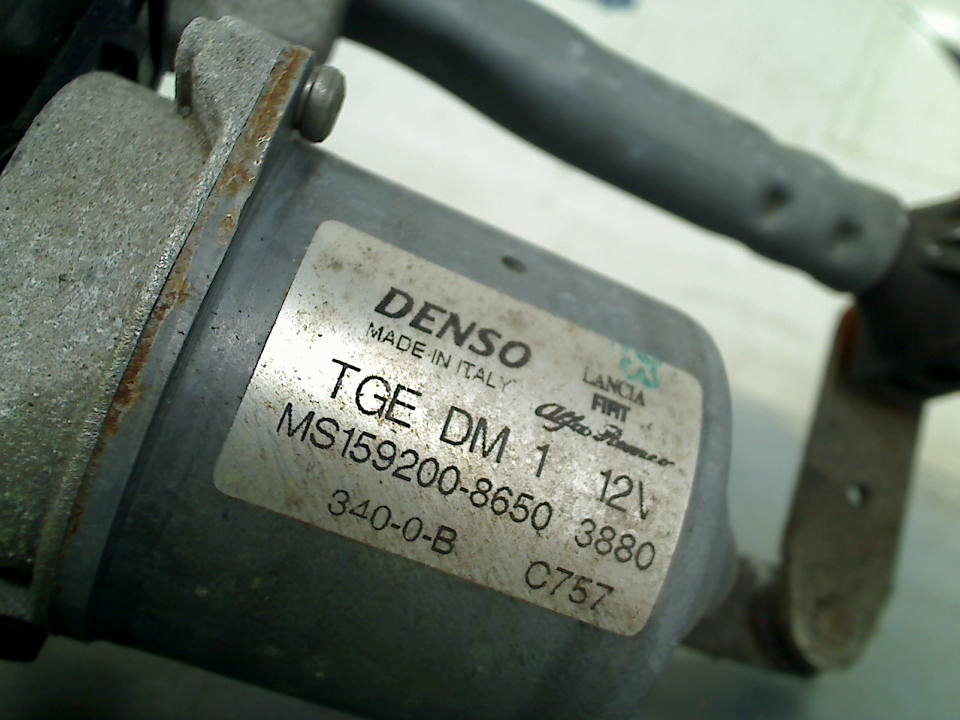 DENSO
MADE IN ITALY
LANCIA
FIAT
Alfa Romeo
TGE DM 1 12V
MS159200-8650 3880
340-0-B C757